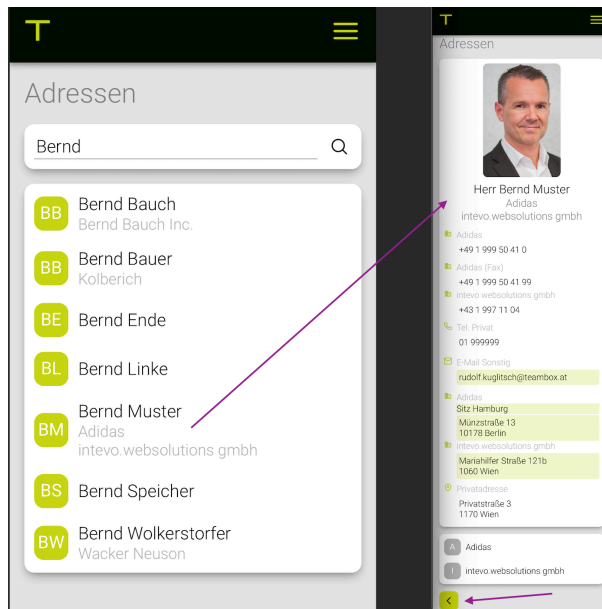 T
Adressen
Bernd
BB
Bernd Bauch
Bernd Bauch Inc.
BB
Bernd Bauer
Kolberich
BE
Bernd Ende
BL
Bernd Linke
BM
Bernd Muster
Adidas
intevo.websolutions gmbh
BS
Bernd Speicher
BW
Bernd Wolkerstorfer
Wacker Neuson
T
Adressen
Herr Bernd Muster
Adidas
intevo.websolutions gmbh
Adidas
+49 1 999 50 41 0
Adidas (Fax)
+49 1 999 50 41 99
intevo.websolutions gmbh
+43 1 997 11 04
Tel. Privat
01 999999
E-Mail Sonstig
rudolf.kuglitsch@teambox.at
Adidas
Sitz Hamburg
Münzstraße 13
10178 Berlin
intevo.websolutions gmbh
Mariahilfer Straße 121b
1060 Wien
Privatadresse
Privatstraße 3
1170 Wien
A
Adidas
I
intevo.websolutions gmbh